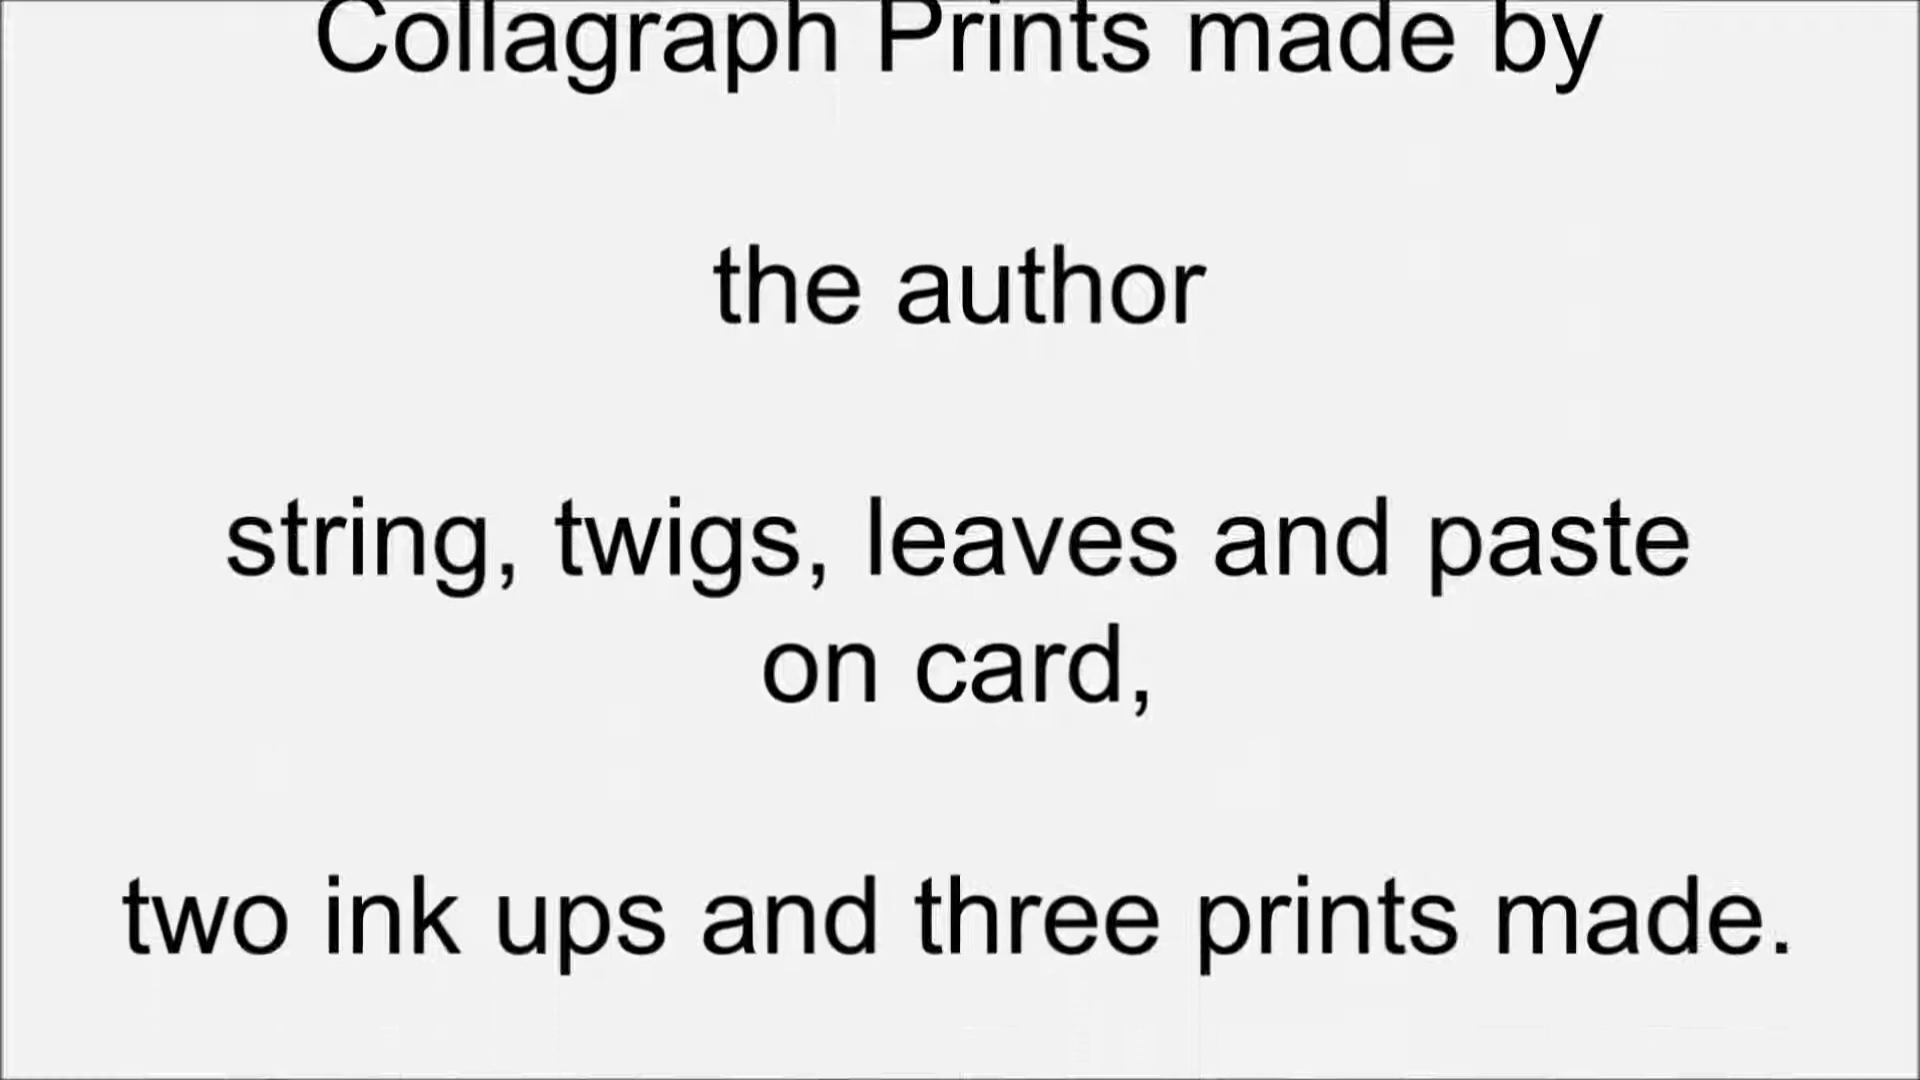 Collagraph Prints made by
the author
string, twigs, leaves and paste
on card,
two ink ups and three prints made.